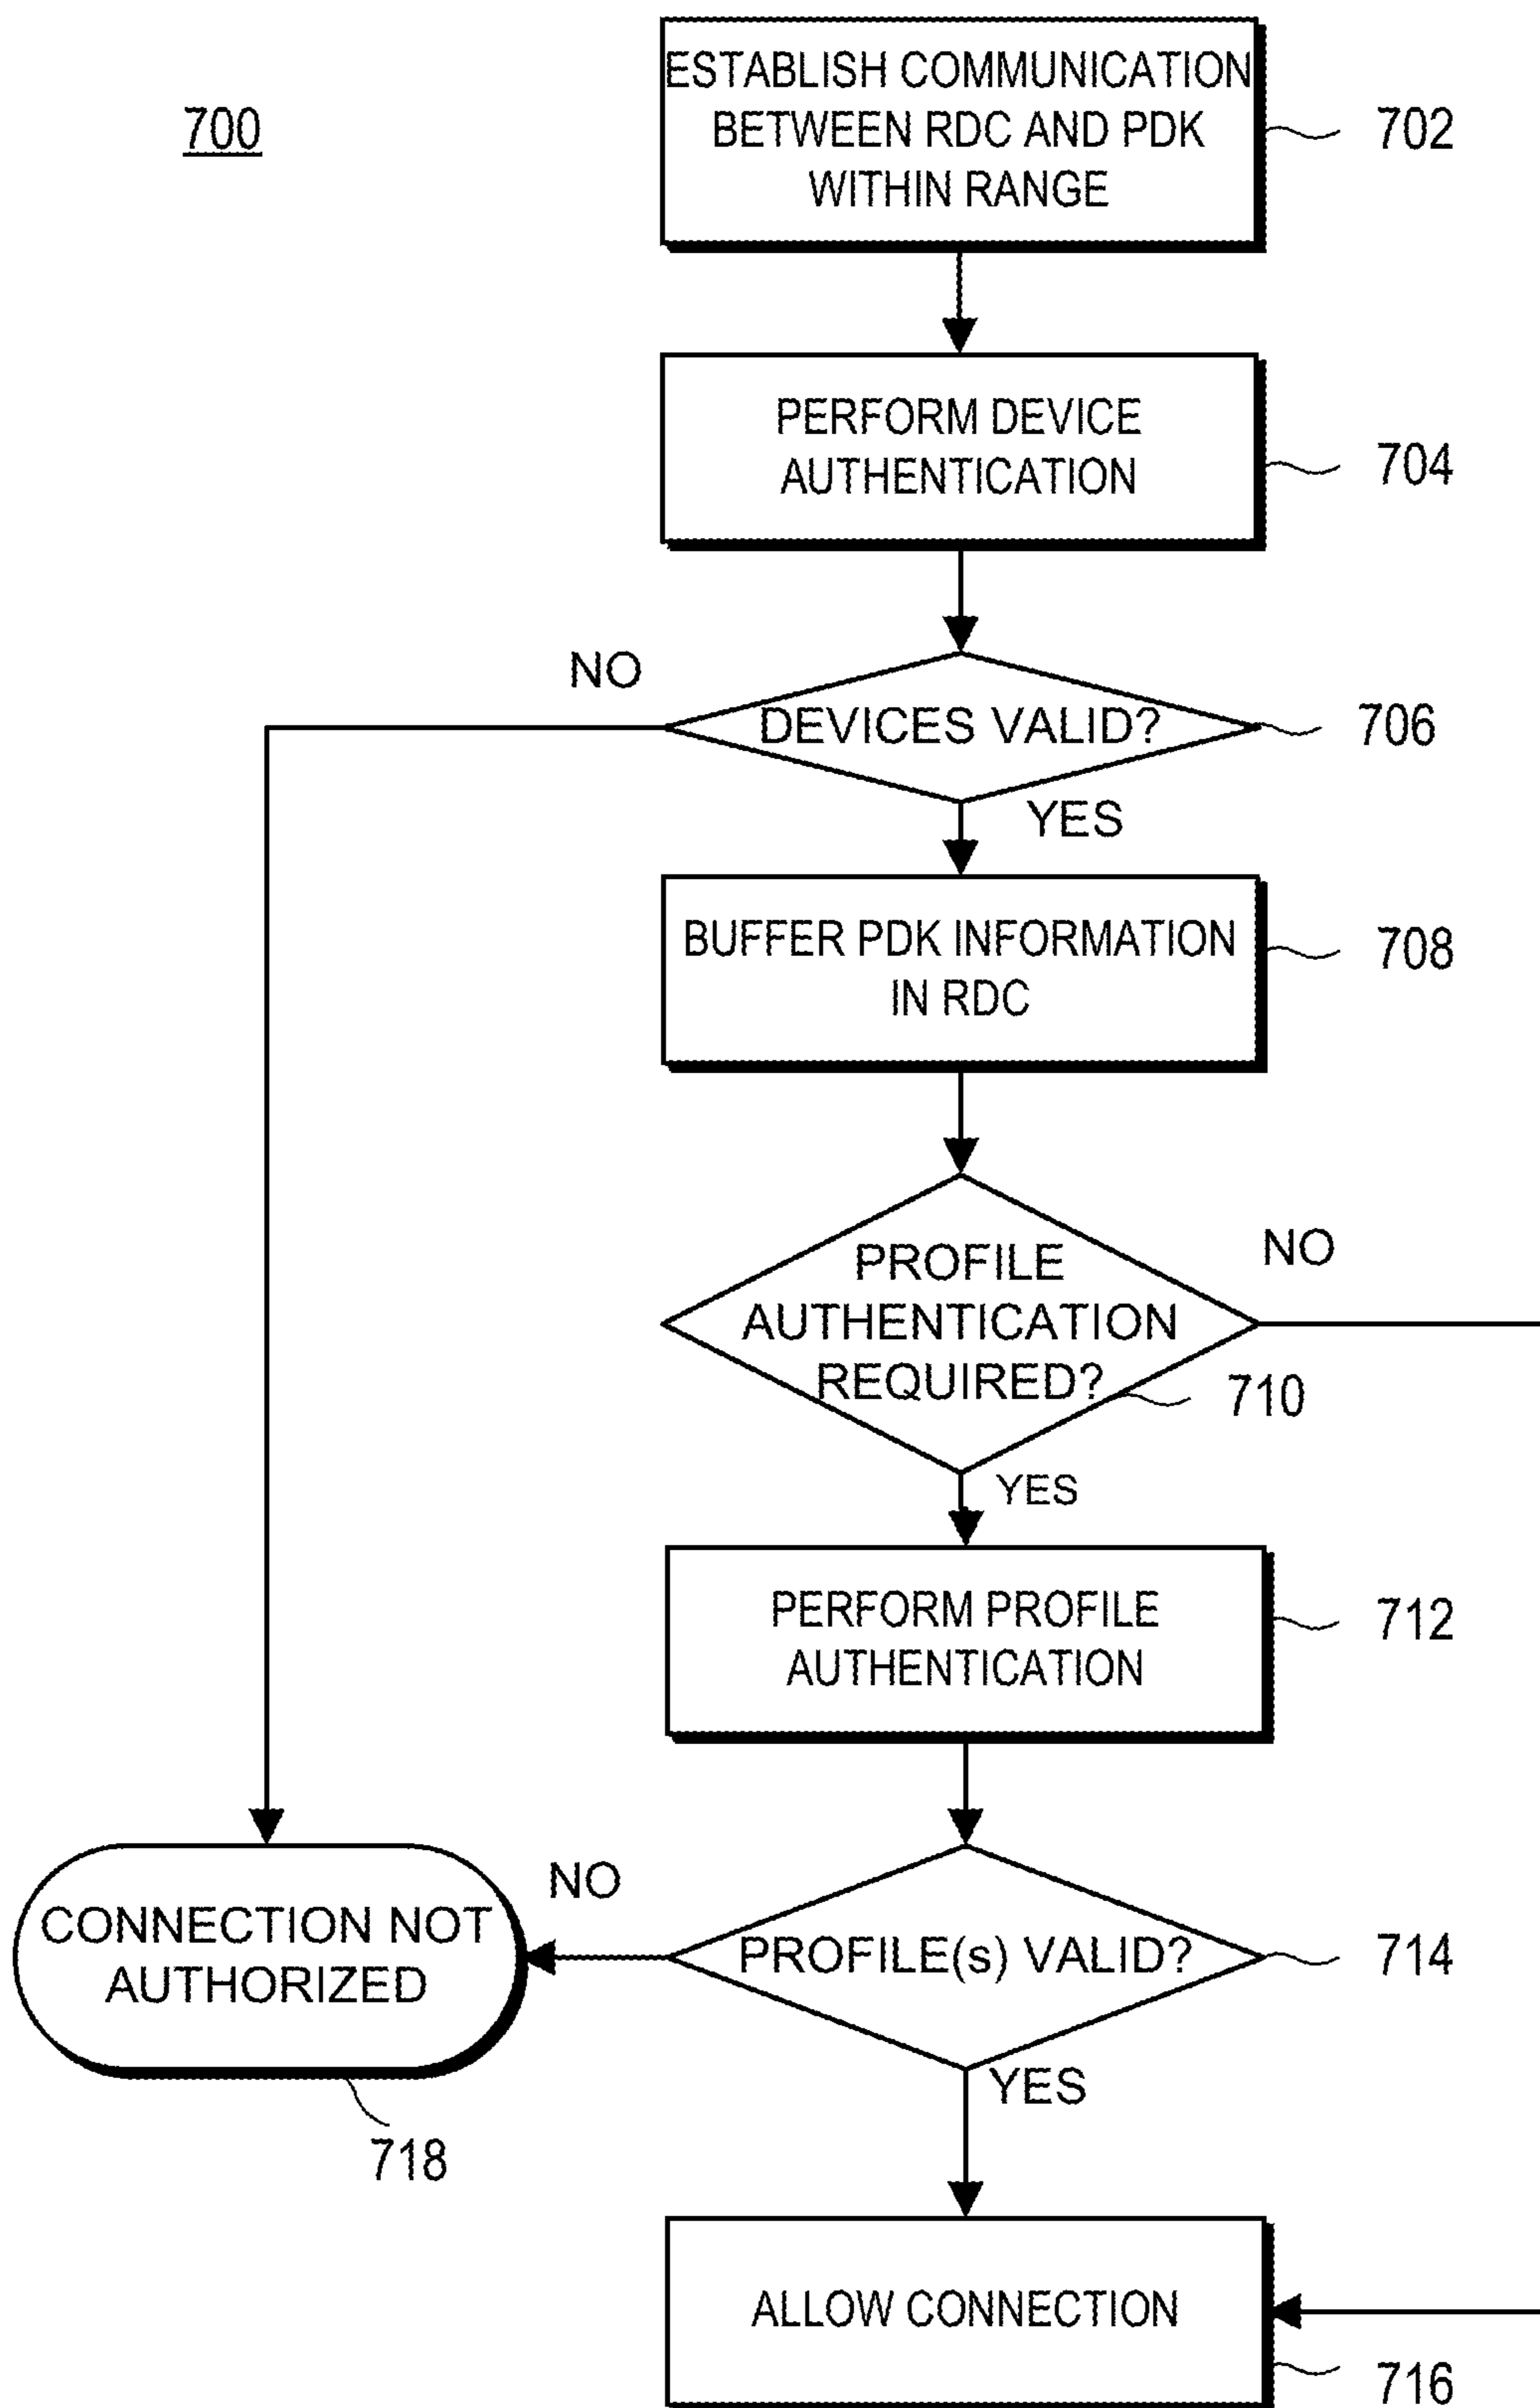 700
ESTABLISH COMMUNICATION
BETWEEN RDC AND PDK
WITHIN RANGE
702
PERFORM DEVICE
AUTHENTICATION
704
NO
DEVICES VALID?
706
YES
BUFFER PDK INFORMATION
IN RDC
708
PROFILE
AUTHENTICATION
REQUIRED?
NO
710
YES
PERFORM PROFILE
AUTHENTICATION
712
CONNECTION NOT
AUTHORIZED
NO
PROFILE(s) VALID?
714
YES
718
ALLOW CONNECTION
716